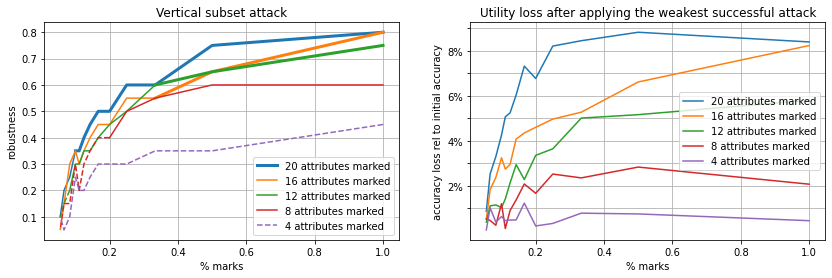 Vertical subset attack
robustness
0.8
0.7
0.6
0.5
0.4
0.3
0.2
0.1
0.2
0.4
0.6
0.8
1.0
% marks
20 attributes marked
16 attributes marked
12 attributes marked
8 attributes marked
4 attributes marked
Utility loss after applying the weakest successful attack
accuracy loss rel to initial accuracy
8%
6%
4%
2%
0.2
0.4
0.6
0.8
1.0
% marks
20 attributes marked
16 attributes marked
12 attributes marked
8 attributes marked
4 attributes marked